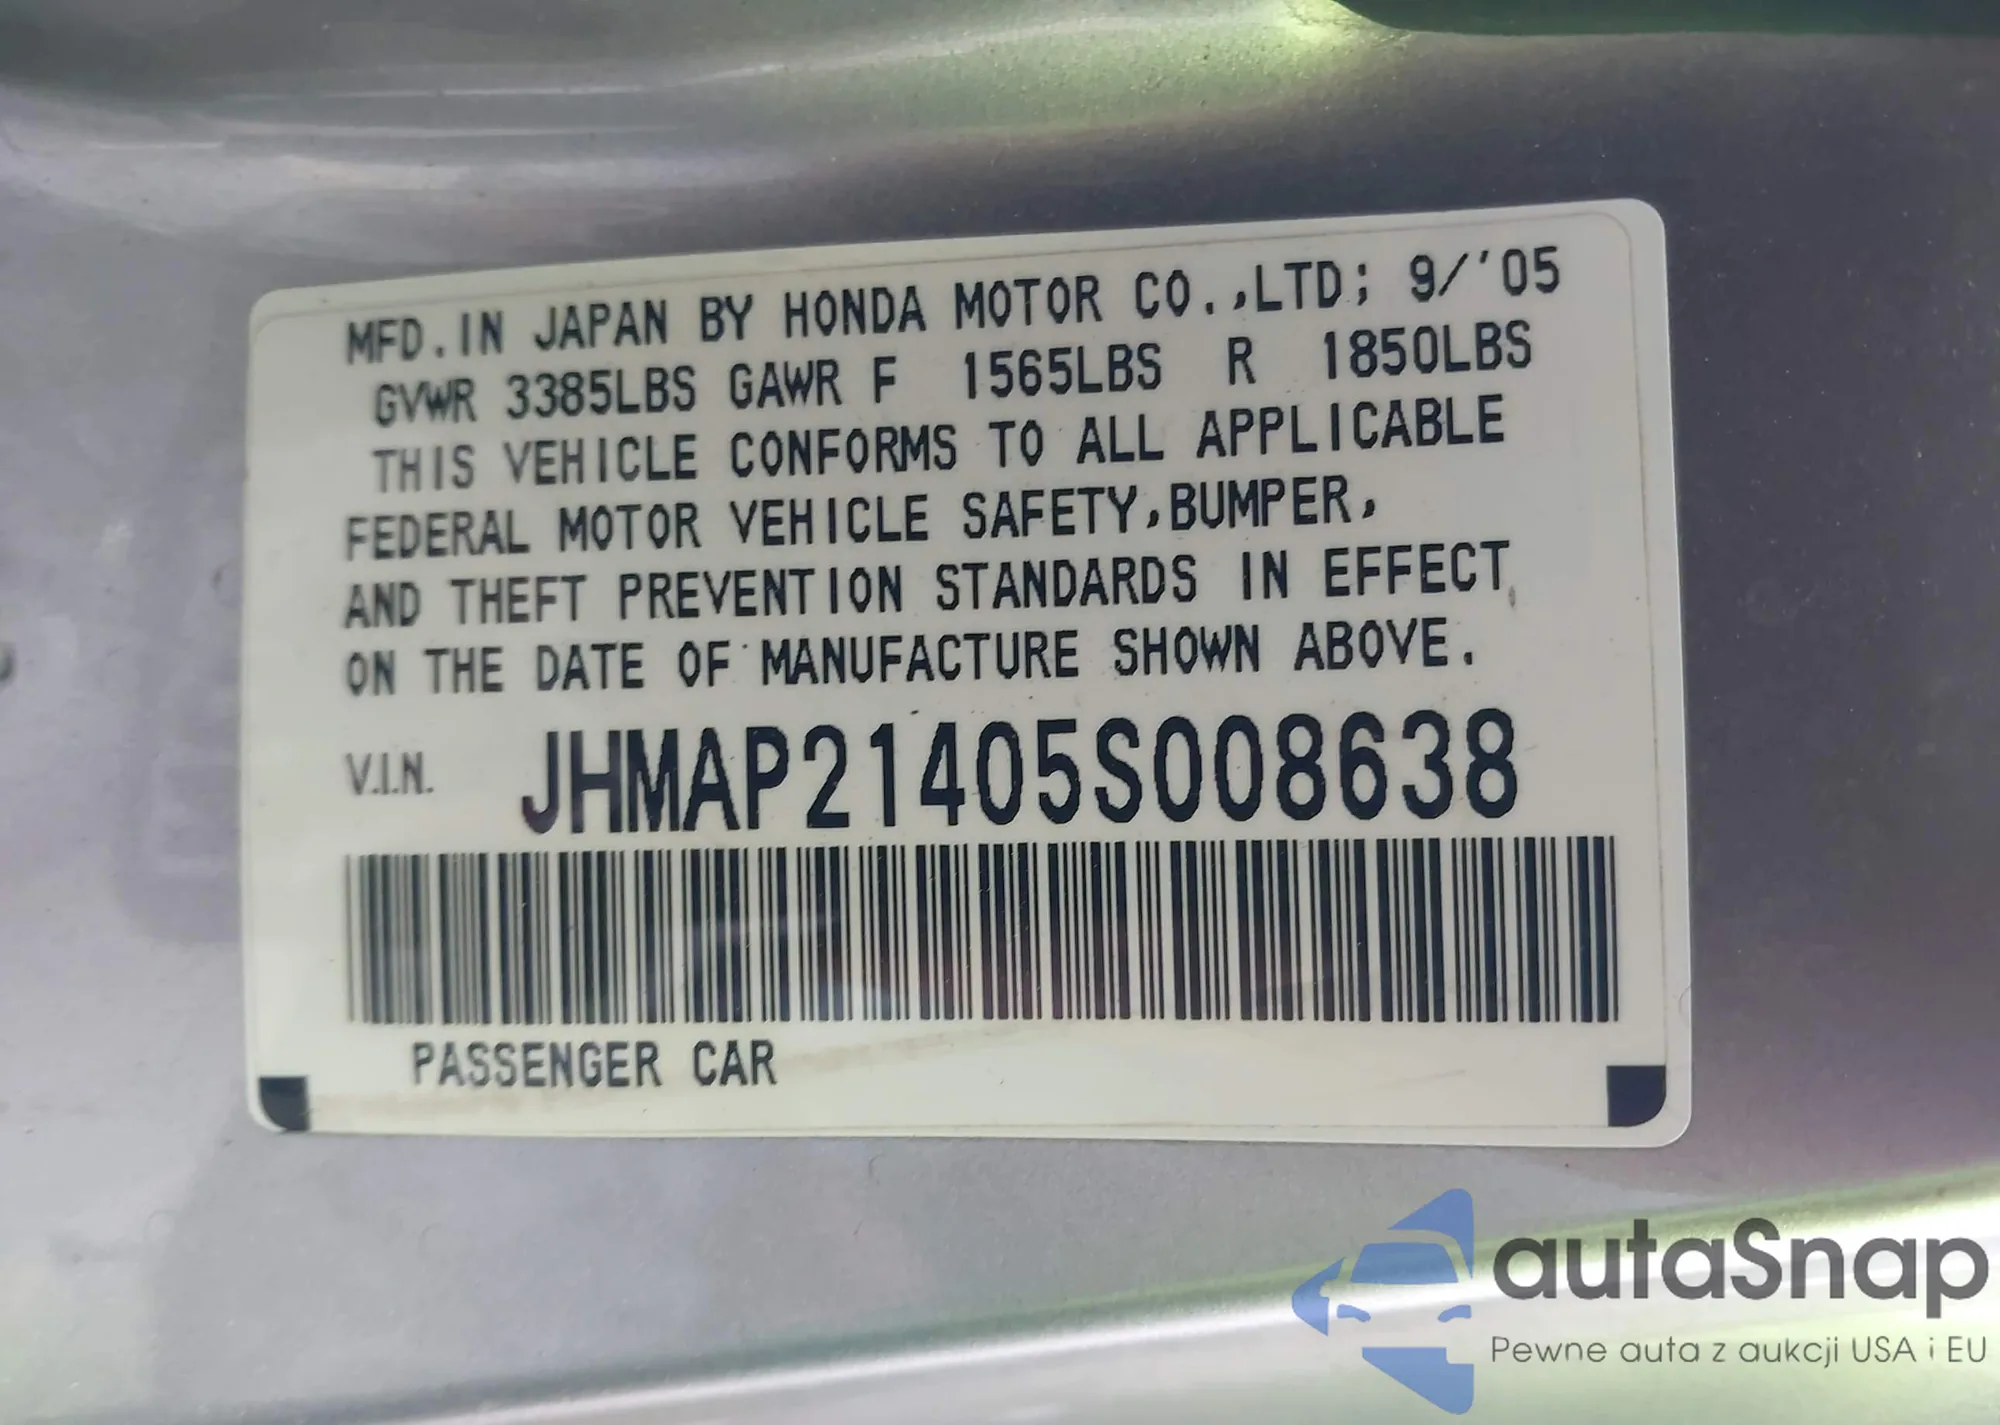 MFD.IN JAPAN BY HONDA MOTOR CO.,LTD; 9/'05
GVWR 3385LBS GAWR F 1565LBS R 1850LBS
THIS VEHICLE CONFORMS TO ALL APPLICABLE
FEDERAL MOTOR VEHICLE SAFETY,BUMPER,
AND THEFT PREVENTION STANDARDS IN EFFECT
ON THE DATE OF MANUFACTURE SHOWN ABOVE.
V.I.N. JHMAP21405S008638
PASSENGER CAR
autaSnap
Pewne auta z aukcji USA i EU